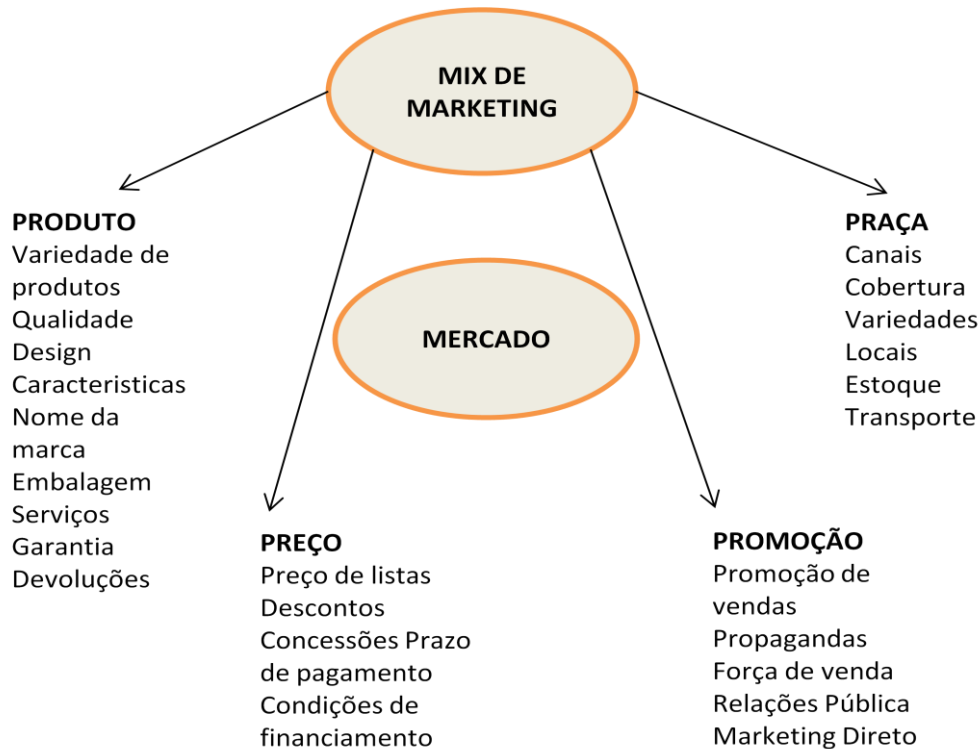 MIX DE
MARKETING
PRODUTO
Variedade de
produtos
Qualidade
Design
Caracteristicas
Nome da
marca
Embalagem
Serviços
Garantia
Devoluções
MERCADO
PRAÇA
Canais
Cobertura
Variedades
Locais
Estoque
Transporte
PREÇO
Preço de listas
Descontos
Concessões Prazo
de pagamento
Condições de
financiamento
PROMOÇÃO
Promoção de
vendas
Propagandas
Força de venda
Relações Pública
Marketing Direto